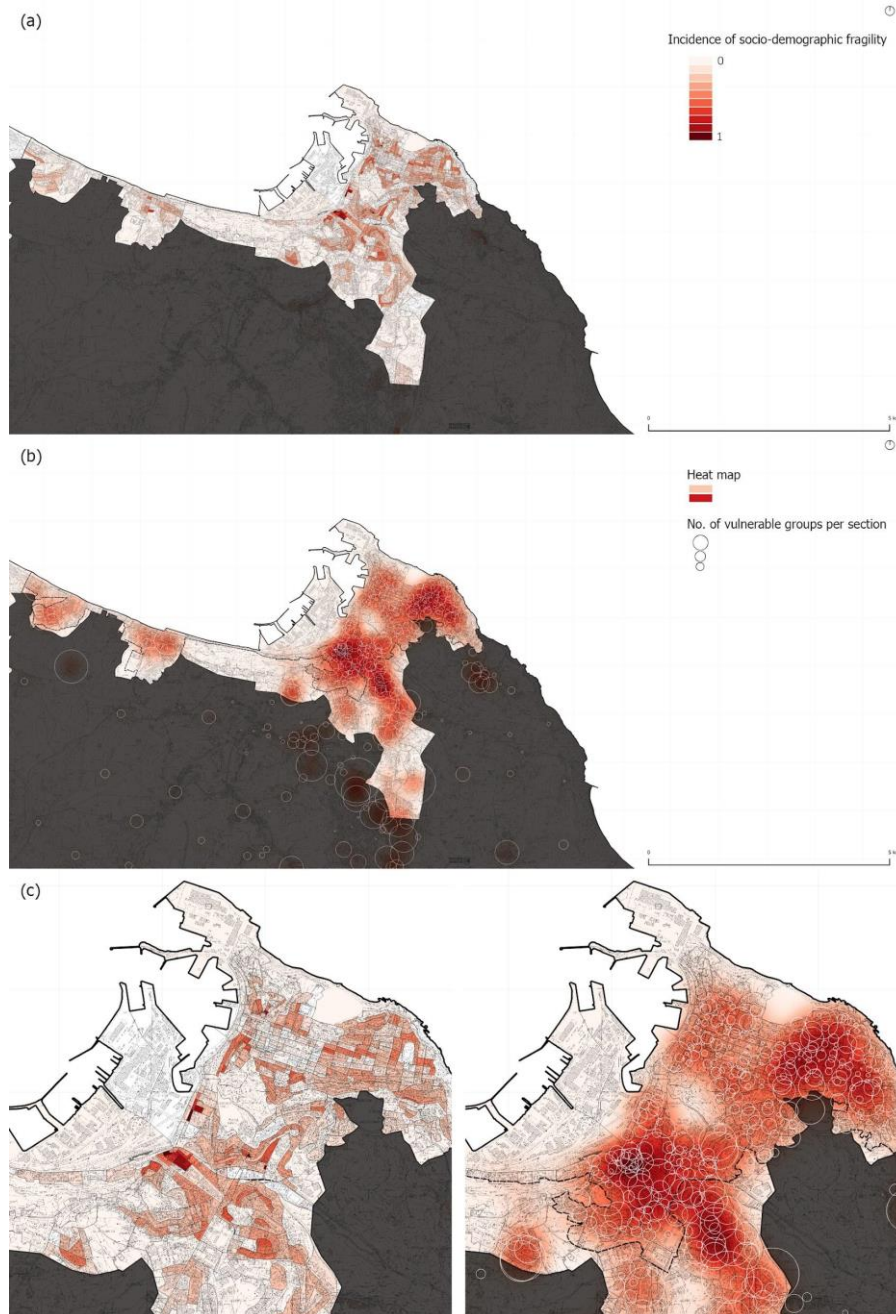 (a)
Incidence of socio-demographic fragility
0
1
0
(b)
Heat map
No. of vulnerable groups per section
0
(c)